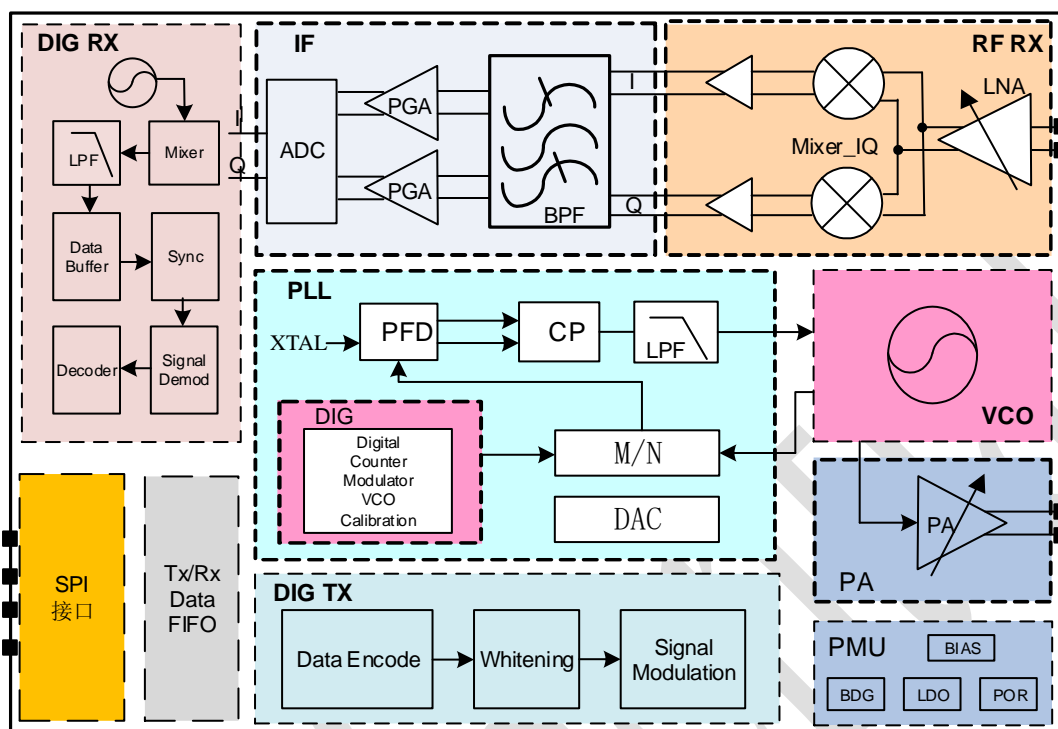 DIG RX
I
Q
LPF
Mixer
Data
Buffer
Sync
Decoder
Signal
Demod
IF
ADC
PGA
PGA
BPF
I
Q
RF RX
LNA
Mixer_IQ
PLL
XTAL
PFD
CP
LPF
DIG
Digital
Counter
Modulator
VCO
Calibration
M/N
DAC
VCO
PA
PA
SPI
接口
Tx/Rx
Data
FIFO
DIG TX
Data Encode
Whitening
Signal
Modulation
PMU
BIAS
BDG
LDO
POR